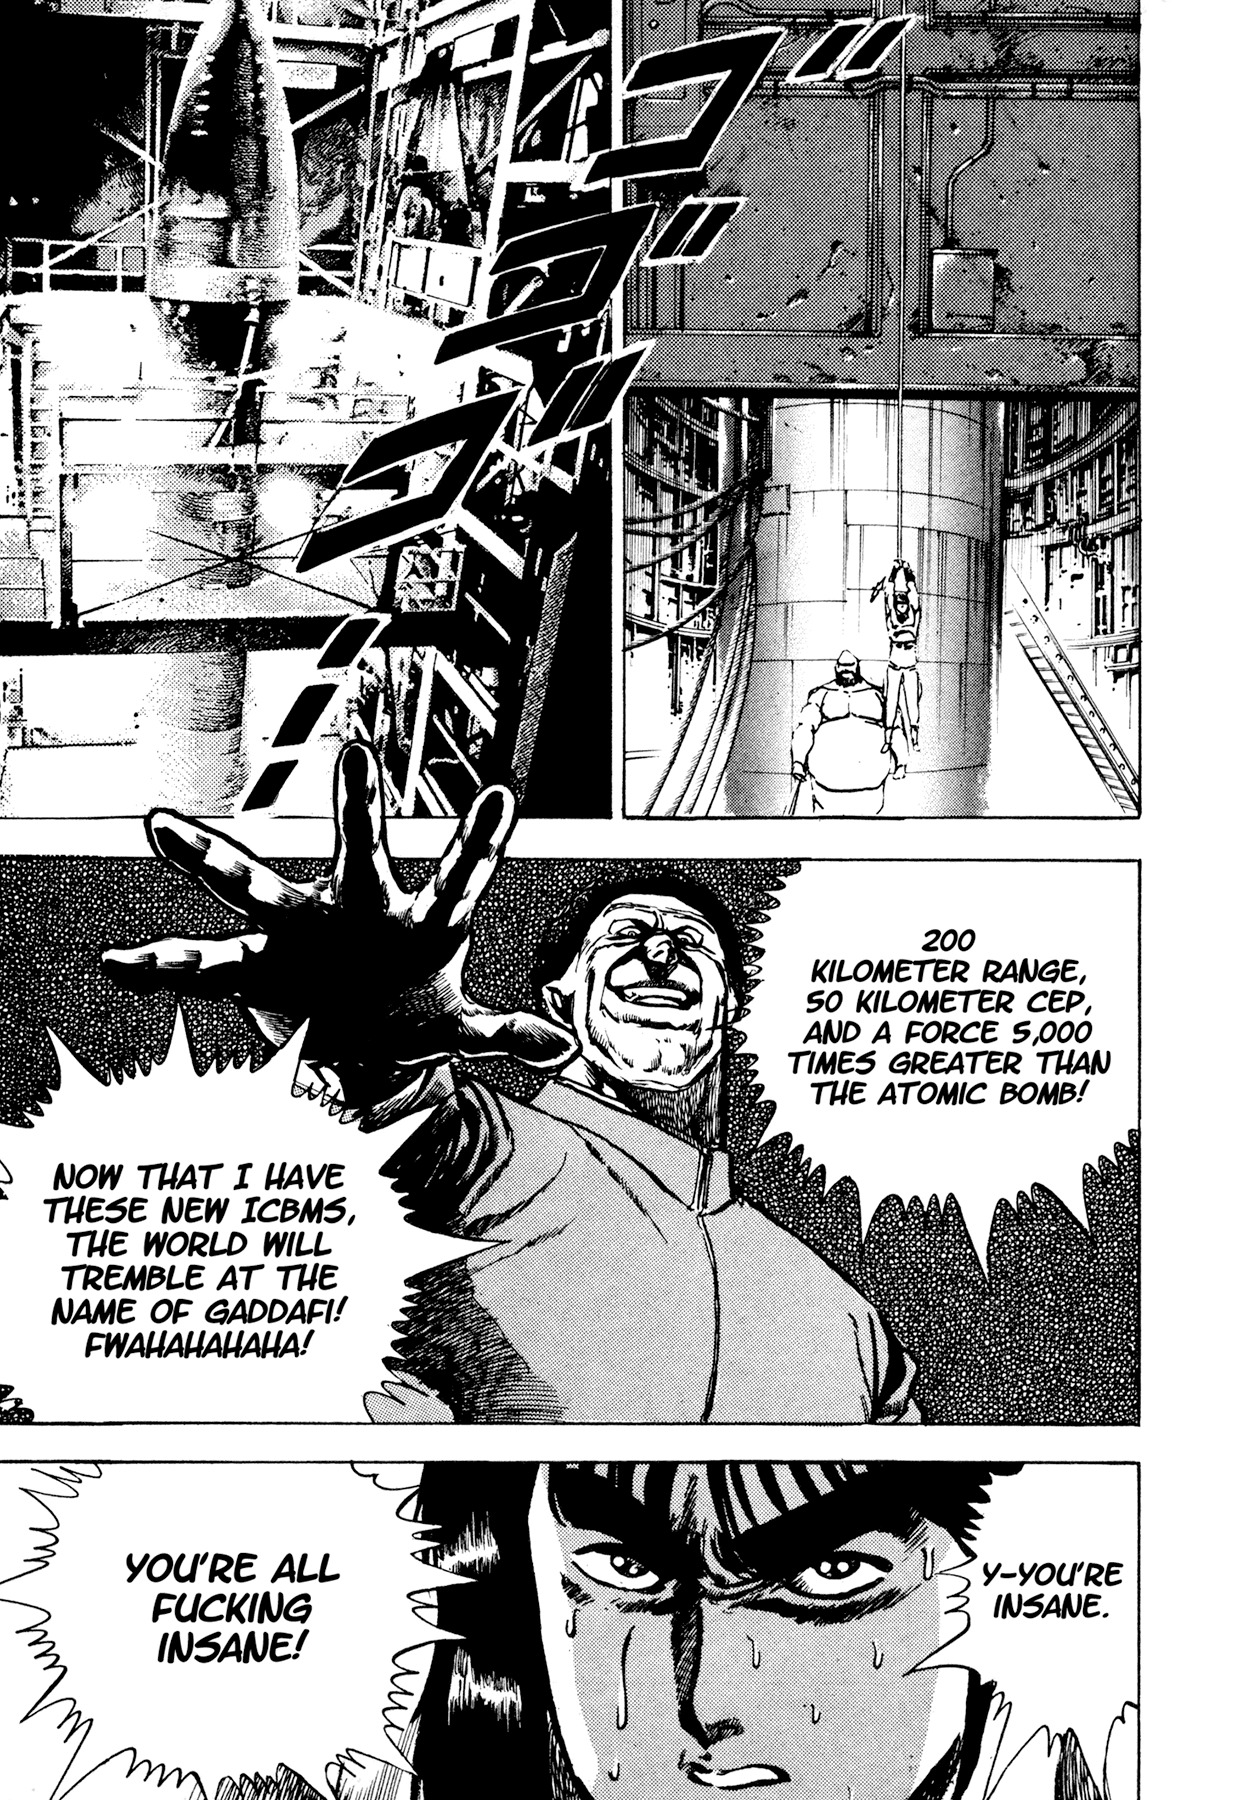 ゴゴゴゴ
200
KILOMETER RANGE,
50 KILOMETER CEP,
AND A FORCE 5,000
TIMES GREATER THAN
THE ATOMIC BOMB!
NOW THAT I HAVE
THESE NEW ICBMS,
THE WORLD WILL
TREMBLE AT THE
NAME OF GADDAFI!
FWAHAHAHAHA!
Y-YOU'RE
INSANE.
YOU'RE ALL
FUCKING
INSANE!